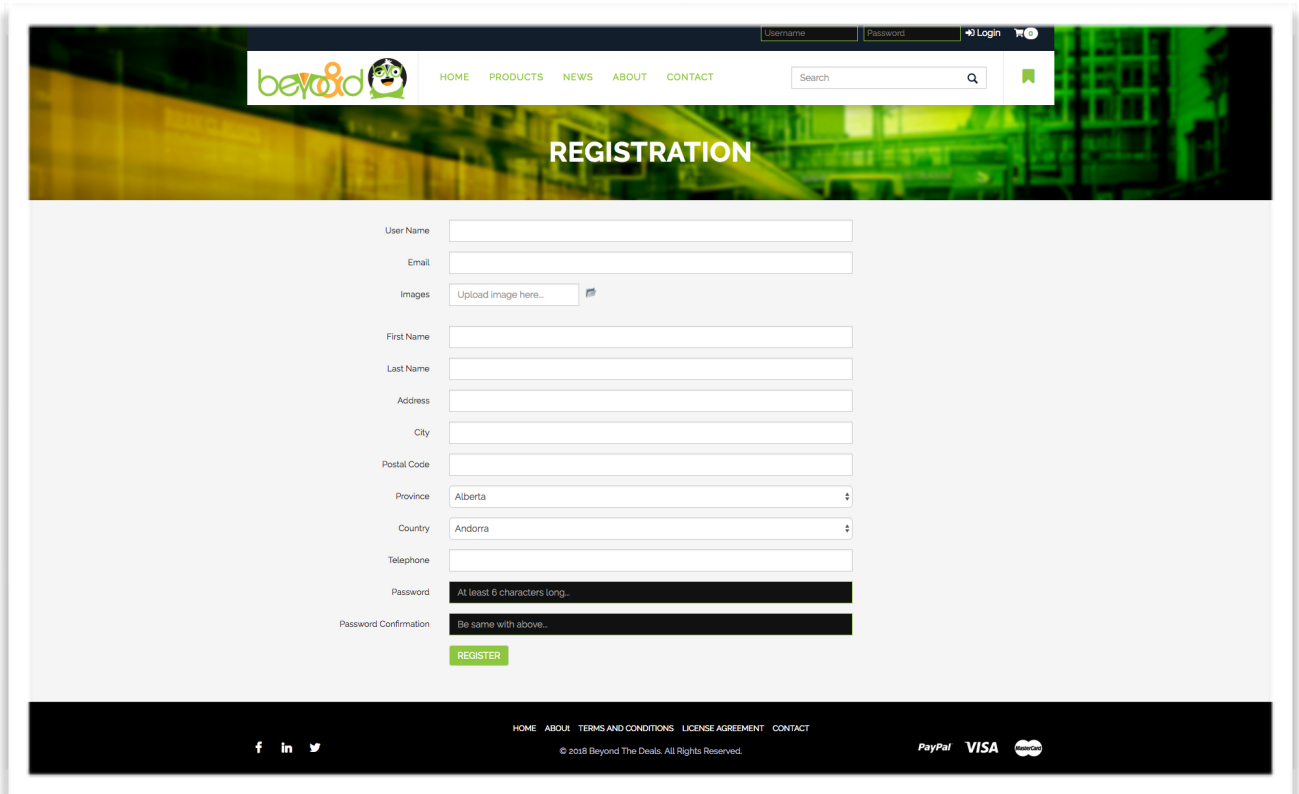 Username Password Login 0
beyond HOME PRODUCTS NEWS ABOUT CONTACT Search
REGISTRATION
User Name
Email
Images Upload image here...
First Name
Last Name
Address
City
Postal Code
Province Alberta
Country Andorra
Telephone
Password At least 6 characters long...
Password Confirmation Be same with above...
REGISTER
HOME ABOUt TERMS AND CONDITIONS LICENSE AGREEMENT CONTACT
f in PayPal VISA MasterCard
© 2018 Beyond The Deals. All Rights Reserved.